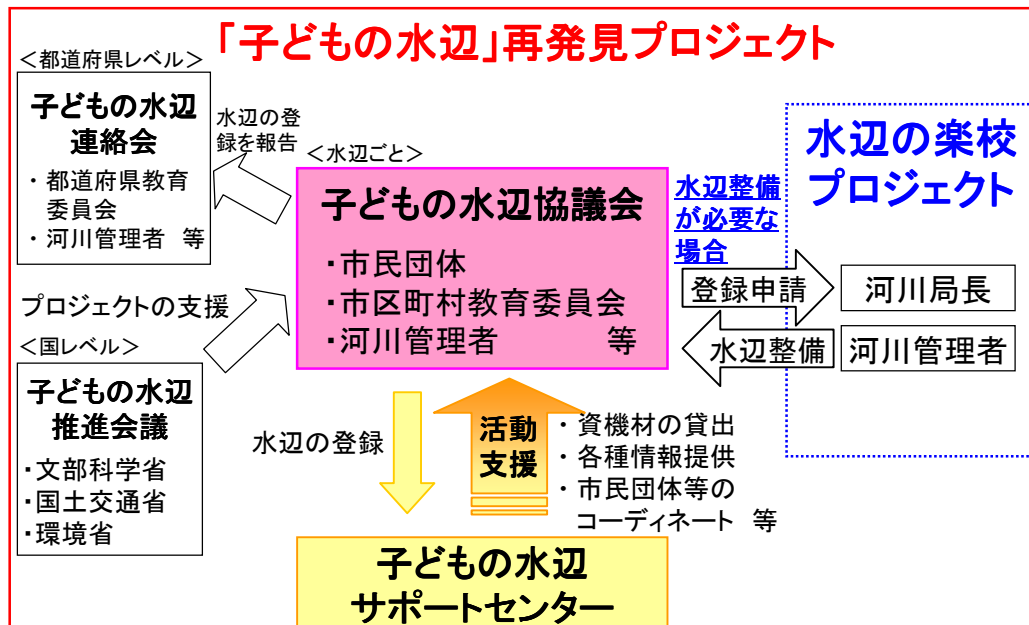 「子どもの水辺」再発見プロジェクト
＜都道府県レベル＞
子どもの水辺
連絡会
・都道府県教育
委員会
・河川管理者　等
水辺の登
録を報告
＜水辺ごと＞
子どもの水辺協議会
・市民団体
・市区町村教育委員会
・河川管理者　　等
水辺整備
が必要な
場合
水辺の楽校
プロジェクト
登録申請
河川局長
水辺整備
河川管理者
プロジェクトの支援
＜国レベル＞
子どもの水辺
推進会議
・文部科学省
・国土交通省
・環境省
水辺の登録
活動
支援
・資機材の貸出
・各種情報提供
・市民団体等の
コーディネート　等
子どもの水辺
サポートセンター